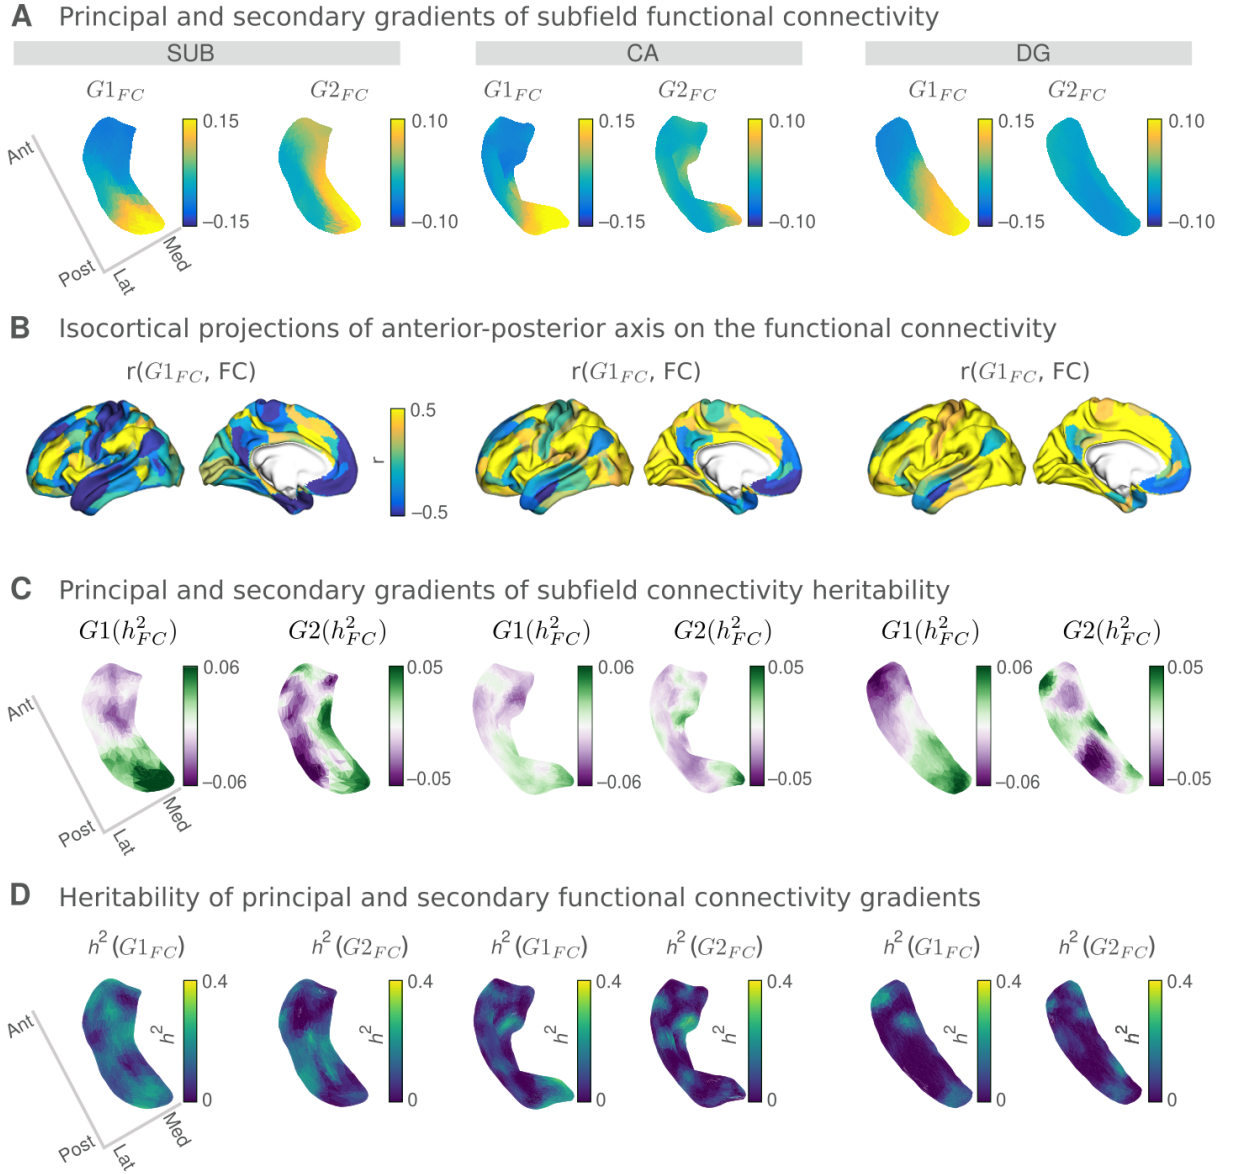 A Principal and secondary gradients of subfield functional connectivity
SUB CA DG
G1FC G2FC G1FC G2FC G1FC G2FC
0.15 0.10 0.15 0.10 0.15 0.10
Ant
−0.15 −0.10 −0.15 −0.10 −0.15 −0.10
Post Lat Med
B Isocortical projections of anterior-posterior axis on the functional connectivity
r(G1FC, FC) r(G1FC, FC) r(G1FC, FC)
0.5
r
−0.5
C Principal and secondary gradients of subfield connectivity heritability
G1(h²FC) G2(h²FC) G1(h²FC) G2(h²FC) G1(h²FC) G2(h²FC)
0.06 0.05 0.06 0.05 0.06 0.05
Ant
−0.06 −0.05 −0.06 −0.05 −0.06 −0.05
Post Lat Med
D Heritability of principal and secondary functional connectivity gradients
h² (G1FC) h² (G2FC) h² (G1FC) h² (G2FC) h² (G1FC) h² (G2FC)
0.4 0.4 0.4 0.4 0.4 0.4
Ant
h² h² h² h² h² h²
0 0 0 0 0 0
Post Lat Med